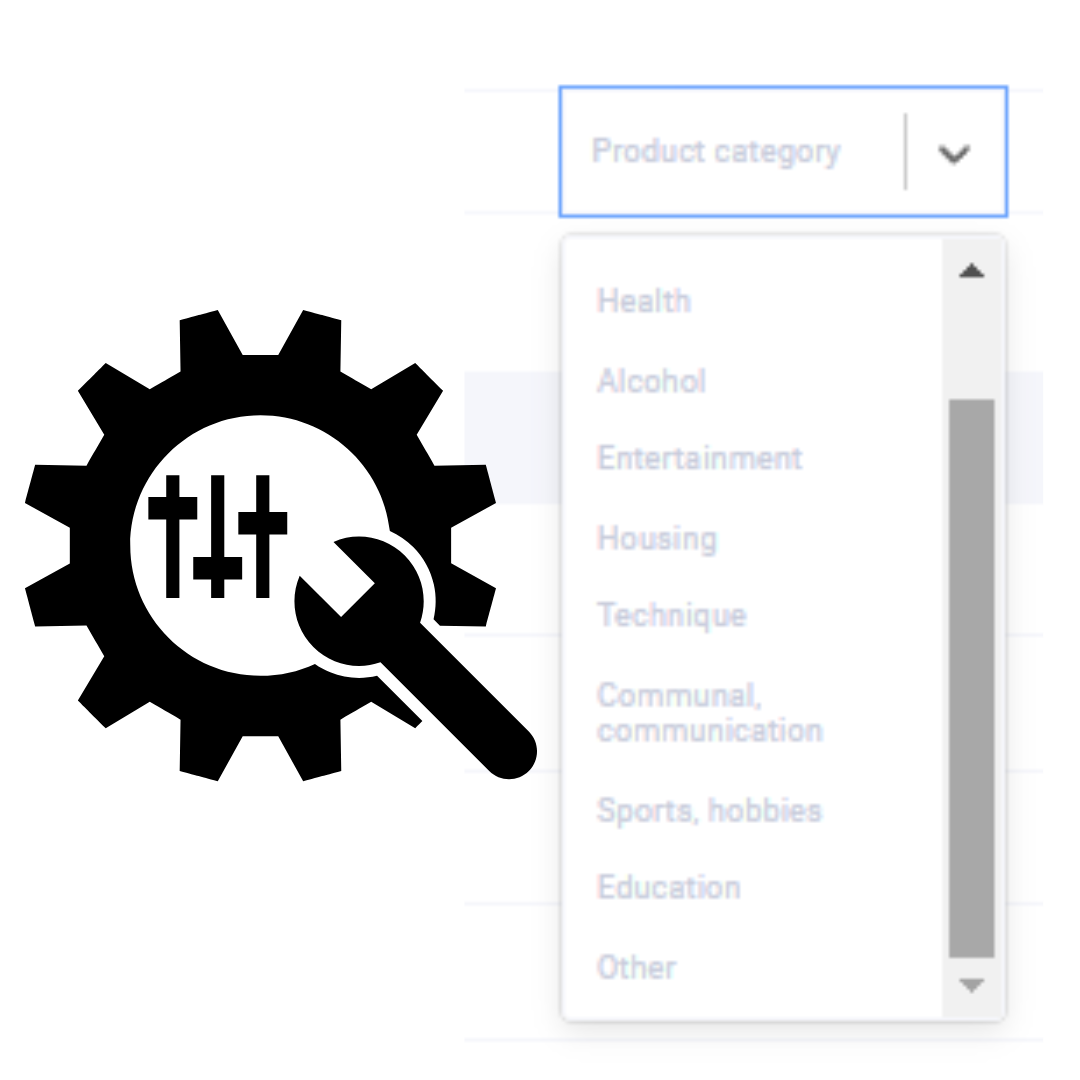 Product category
Health
Alcohol
Entertainment
Housing
Technique
Communal,
communication
Sports, hobbies
Education
Other